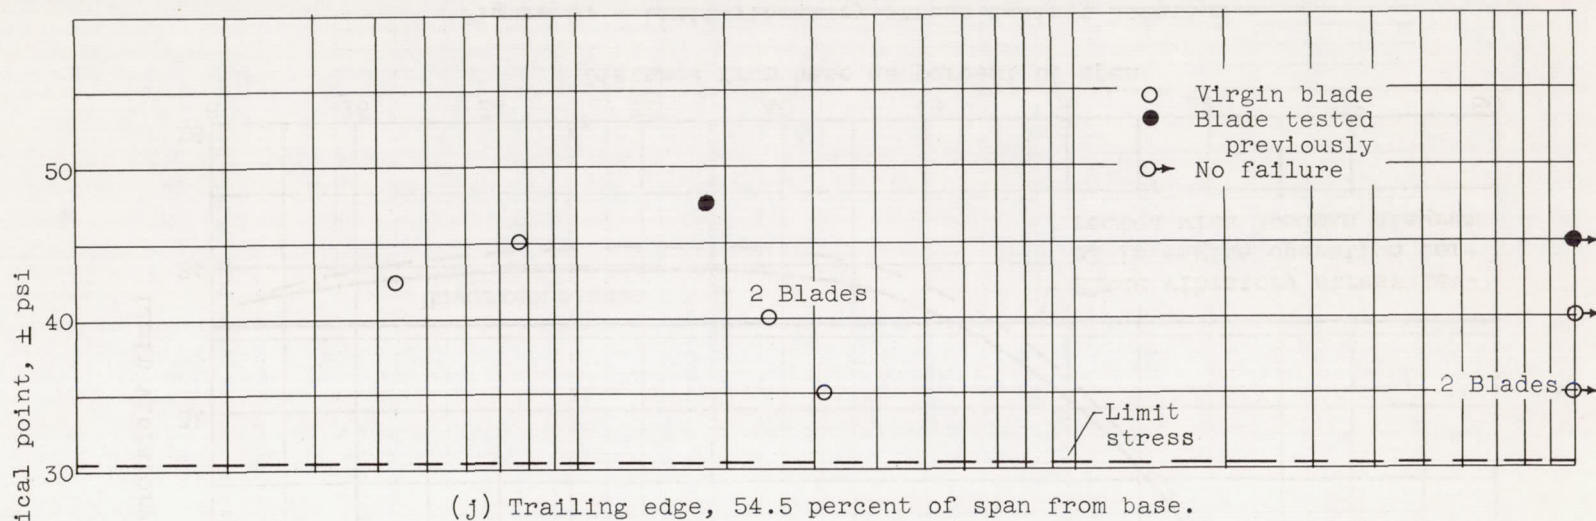 Virgin blade
Blade tested
previously
No failure
50
40
30
ical point, ± psi
2 Blades
2 Blades
Limit
stress
(j) Trailing edge, 54.5 percent of span from base.